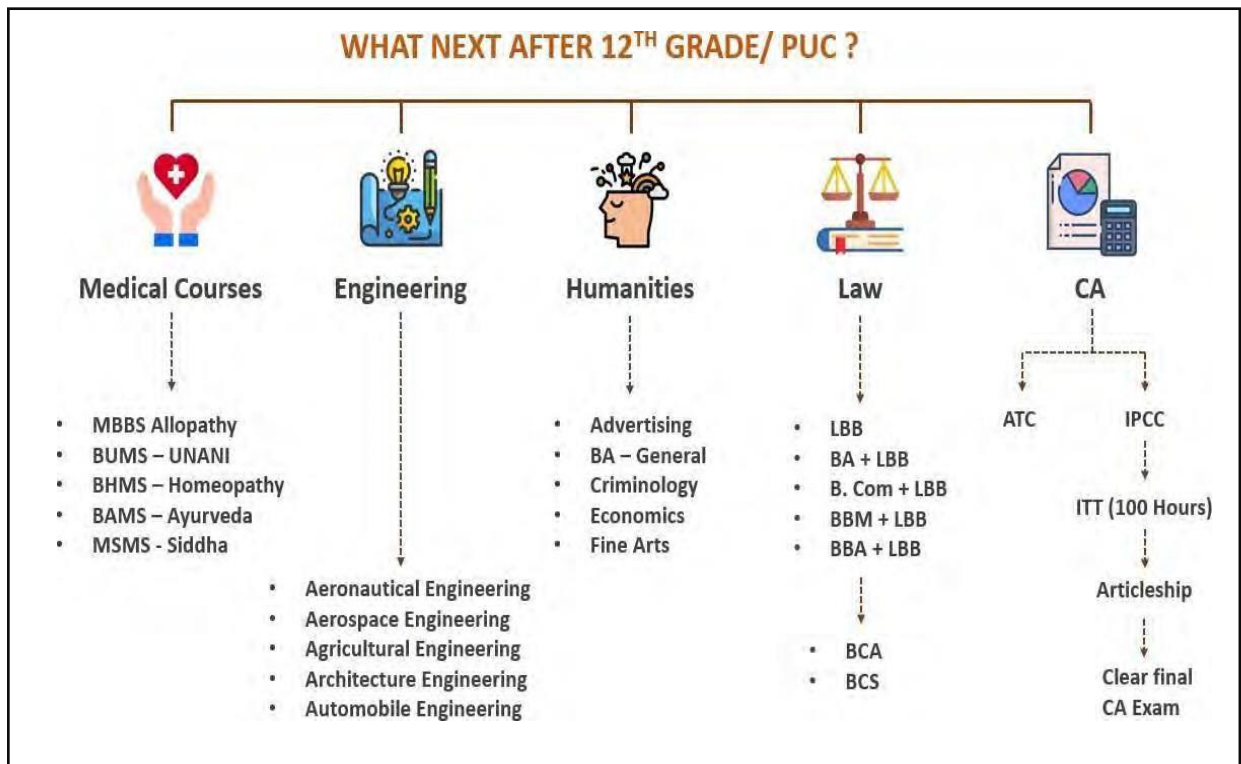 WHAT NEXT AFTER 12TH GRADE/ PUC ?
Medical Courses
• MBBS Allopathy
• BUMS – UNANI
• BHMS – Homeopathy
• BAMS – Ayurveda
• MSMS - Siddha
Engineering
• Aeronautical Engineering
• Aerospace Engineering
• Agricultural Engineering
• Architecture Engineering
• Automobile Engineering
Humanities
• Advertising
• BA – General
• Criminology
• Economics
• Fine Arts
Law
• LBB
• BA + LBB
• B. Com + LBB
• BBM + LBB
• BBA + LBB
• BCA
• BCS
CA
ATC
IPCC
ITT (100 Hours)
Articleship
Clear final
CA Exam